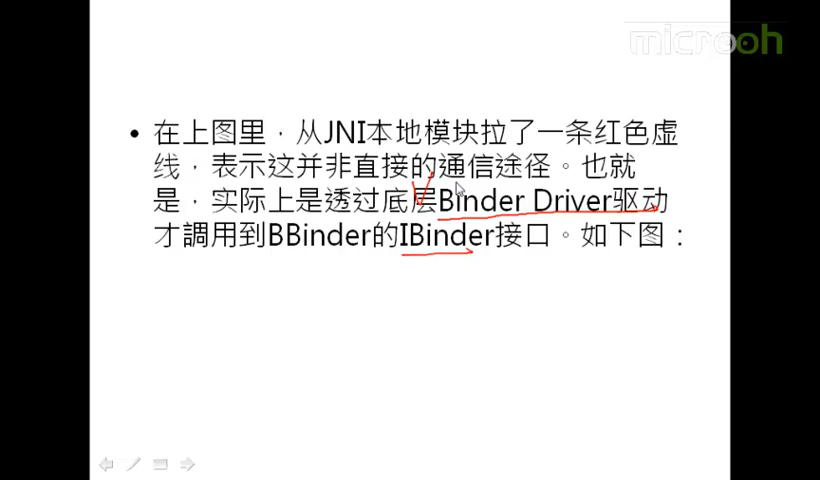 microoh
• 在上图里，从JNI本地模块拉了一条红色虚
线，表示这并非直接的通信途径。也就
是，实际上是透过底层Binder Driver驱动
才調用到BBinder的IBinder接口。如下图：